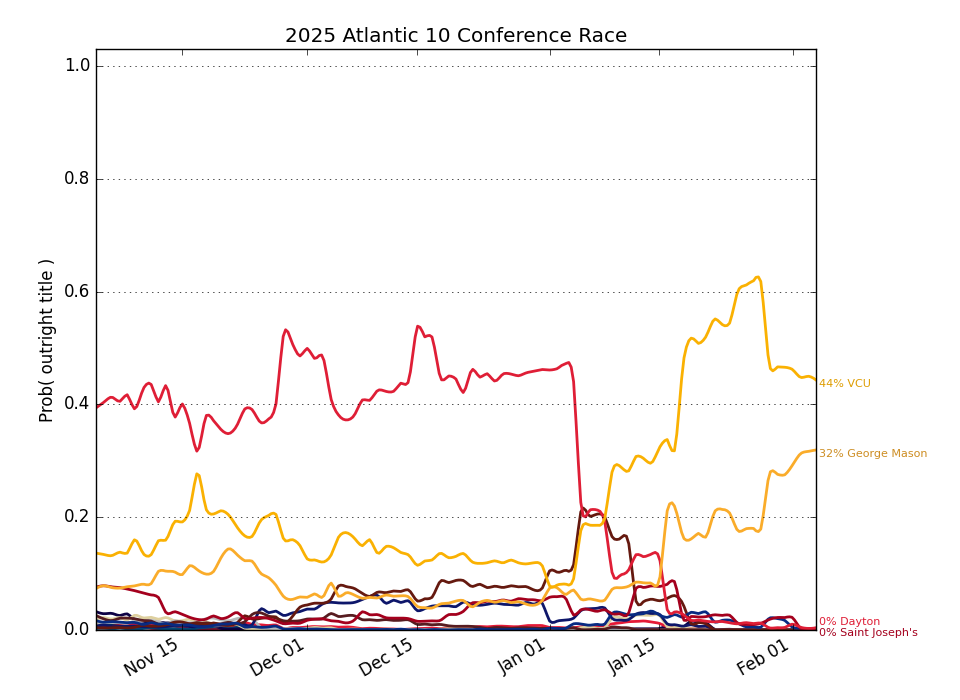 2025 Atlantic 10 Conference Race
1.0
0.8
0.6
0.4
0.2
0.0
Prob( outright title )
44% VCU
32% George Mason
0% Dayton
0% Saint Joseph's
Nov 15
Dec 01
Dec 15
Jan 01
Jan 15
Feb 01